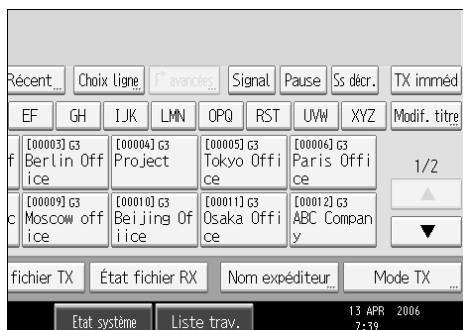 Récent Choix ligne F° avancées Signal Pause Ss décr. TX imméd
EF GH IJK LMN OPQ RST UVW XYZ Modif. titre
[00003] G3 [00004] G3 [00005] G3 [00006] G3
f Berlin Off Project Tokyo Offi Paris Offi 1/2
ice ce ce
[00009] G3 [00010] G3 [00011] G3 [00012] G3
c Moscow off Beijing Of Osaka Offi ABC Compan
ice iice ce y
fichier TX État fichier RX Nom expéditeur Mode TX
Etat système Liste trav. 13 APR 2006
7:39